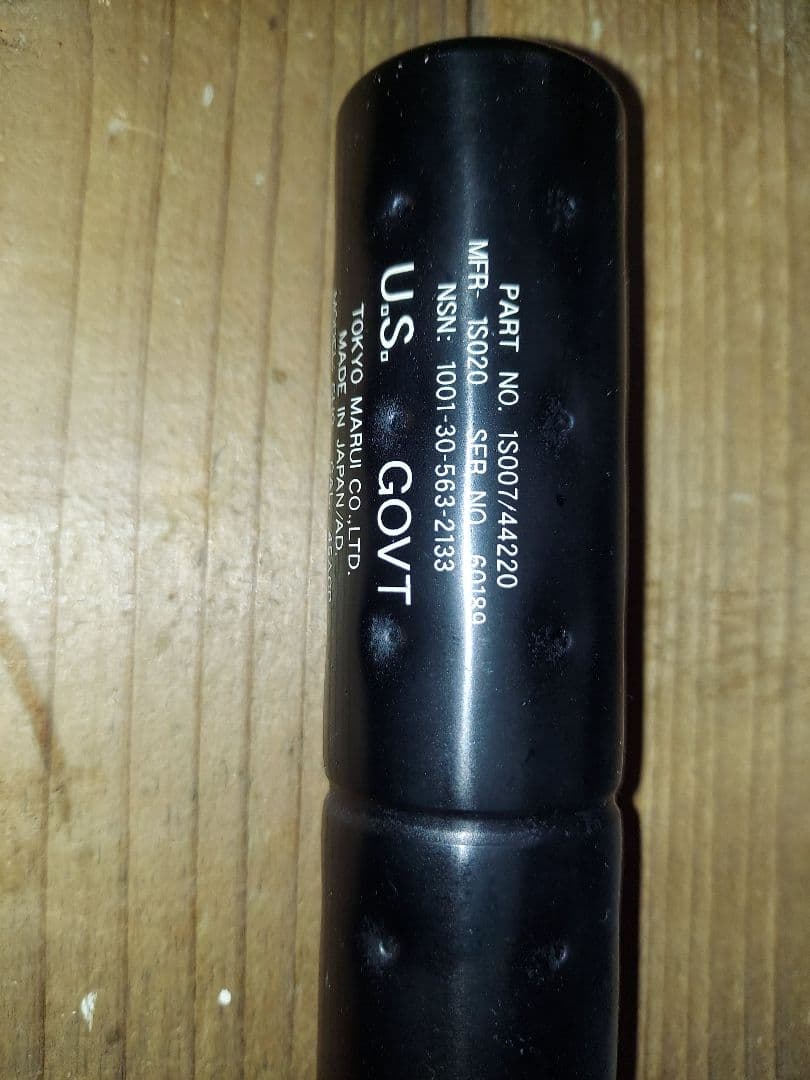 PART NO. 1S007/44220
MFR- 1S020 SER NO. 60189
NSN: 1001-30-563-2133
U.S. GOVT
TOKYO MARUI CO.,LTD.
MADE IN JAPAN/AD.